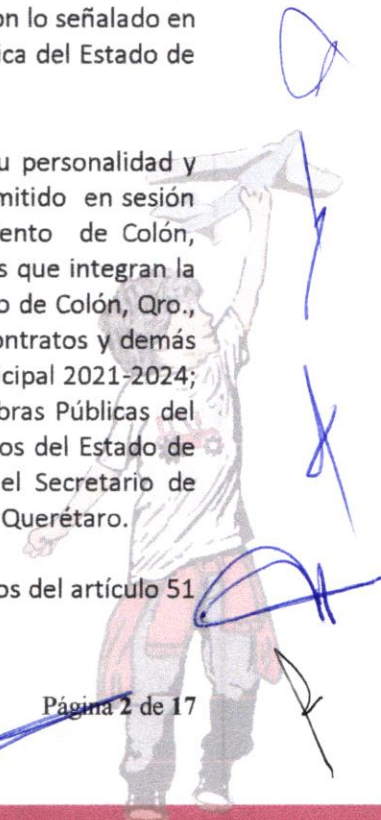 on lo señalado en
ica del Estado de
u personalidad y
mitido en sesión
ento de Colón,
s que integran la
o de Colón, Qro.,
ontratos y demás
cipal 2021-2024;
bras Públicas del
os del Estado de
el Secretario de
Querétaro.
os del artículo 51
Página 2 de 17